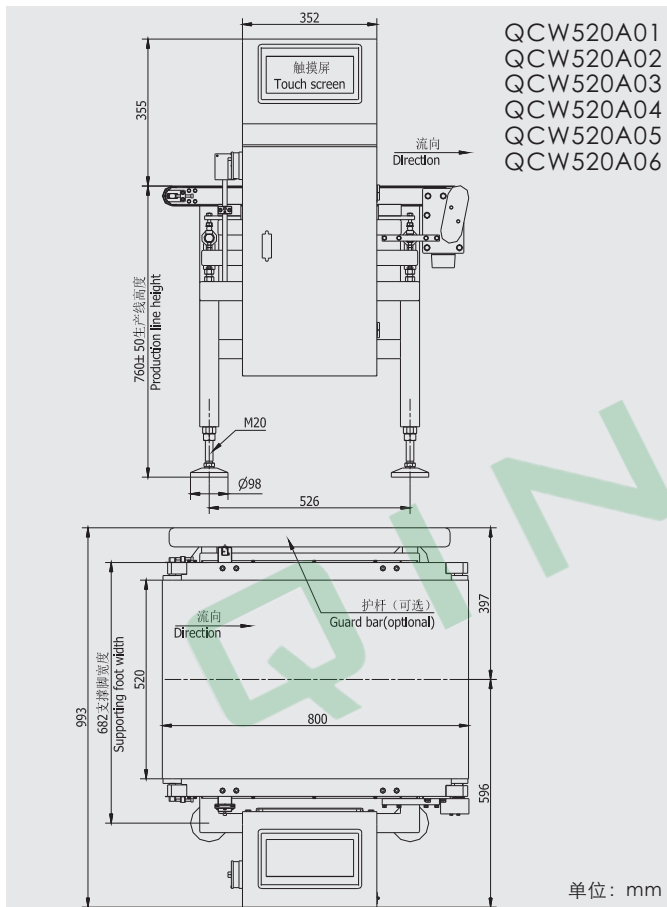 352
QCW520A01
QCW520A02
QCW520A03
QCW520A04
QCW520A05
QCW520A06
触摸屏
Touch screen
355
流向
Direction
760±50生产线高度
Production line height
M20
Ø98
526
护杆（可选）
Guard bar(optional)
397
流向
Direction
682支撑脚宽度
Supporting foot width
520
993
800
596
单位：mm
QIN